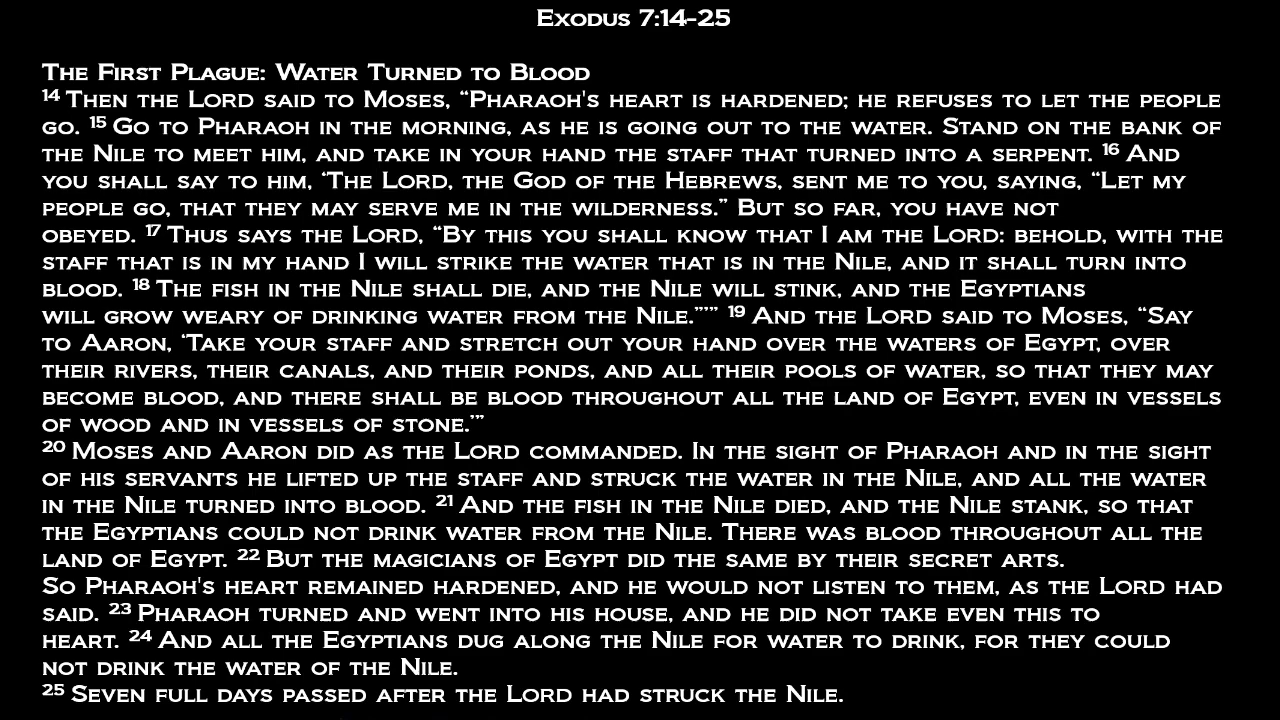 Exodus 7:14-25
The First Plague: Water Turned to Blood
14 Then the Lord said to Moses, “Pharaoh's heart is hardened; he refuses to let the people
go. 15 Go to Pharaoh in the morning, as he is going out to the water. Stand on the bank of
the Nile to meet him, and take in your hand the staff that turned into a serpent. 16 And
you shall say to him, ‘The Lord, the God of the Hebrews, sent me to you, saying, “Let my
people go, that they may serve me in the wilderness.” But so far, you have not
obeyed. 17 Thus says the Lord, “By this you shall know that I am the Lord: behold, with the
staff that is in my hand I will strike the water that is in the Nile, and it shall turn into
blood. 18 The fish in the Nile shall die, and the Nile will stink, and the Egyptians
will grow weary of drinking water from the Nile.”’” 19 And the Lord said to Moses, “Say
to Aaron, ‘Take your staff and stretch out your hand over the waters of Egypt, over
their rivers, their canals, and their ponds, and all their pools of water, so that they may
become blood, and there shall be blood throughout all the land of Egypt, even in vessels
of wood and in vessels of stone.’”
20 Moses and Aaron did as the Lord commanded. In the sight of Pharaoh and in the sight
of his servants he lifted up the staff and struck the water in the Nile, and all the water
in the Nile turned into blood. 21 And the fish in the Nile died, and the Nile stank, so that
the Egyptians could not drink water from the Nile. There was blood throughout all the
land of Egypt. 22 But the magicians of Egypt did the same by their secret arts.
So Pharaoh's heart remained hardened, and he would not listen to them, as the Lord had
said. 23 Pharaoh turned and went into his house, and he did not take even this to
heart. 24 And all the Egyptians dug along the Nile for water to drink, for they could
not drink the water of the Nile.
25 Seven full days passed after the Lord had struck the Nile.